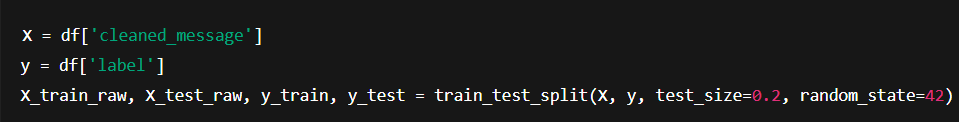 X = df['cleaned_message']
y = df['label']
X_train_raw, X_test_raw, y_train, y_test = train_test_split(X, y, test_size=0.2, random_state=42)